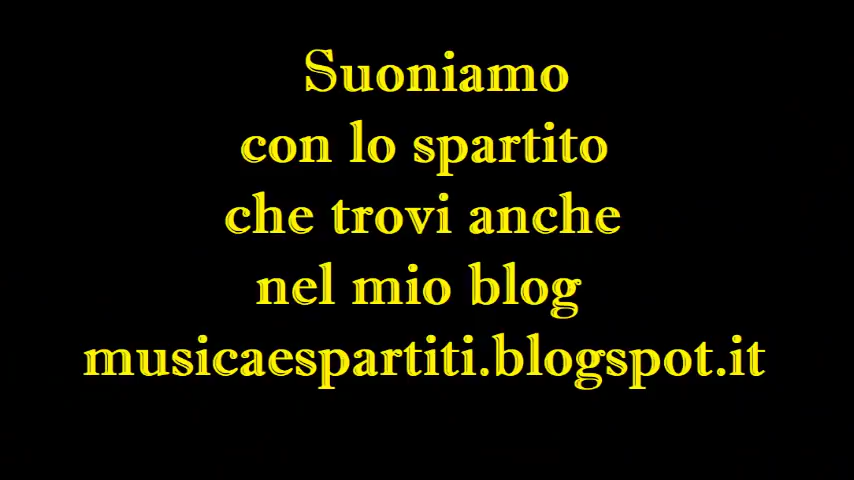 Suoniamo
con lo spartito
che trovi anche
nel mio blog
musicaespartiti.blogspot.it